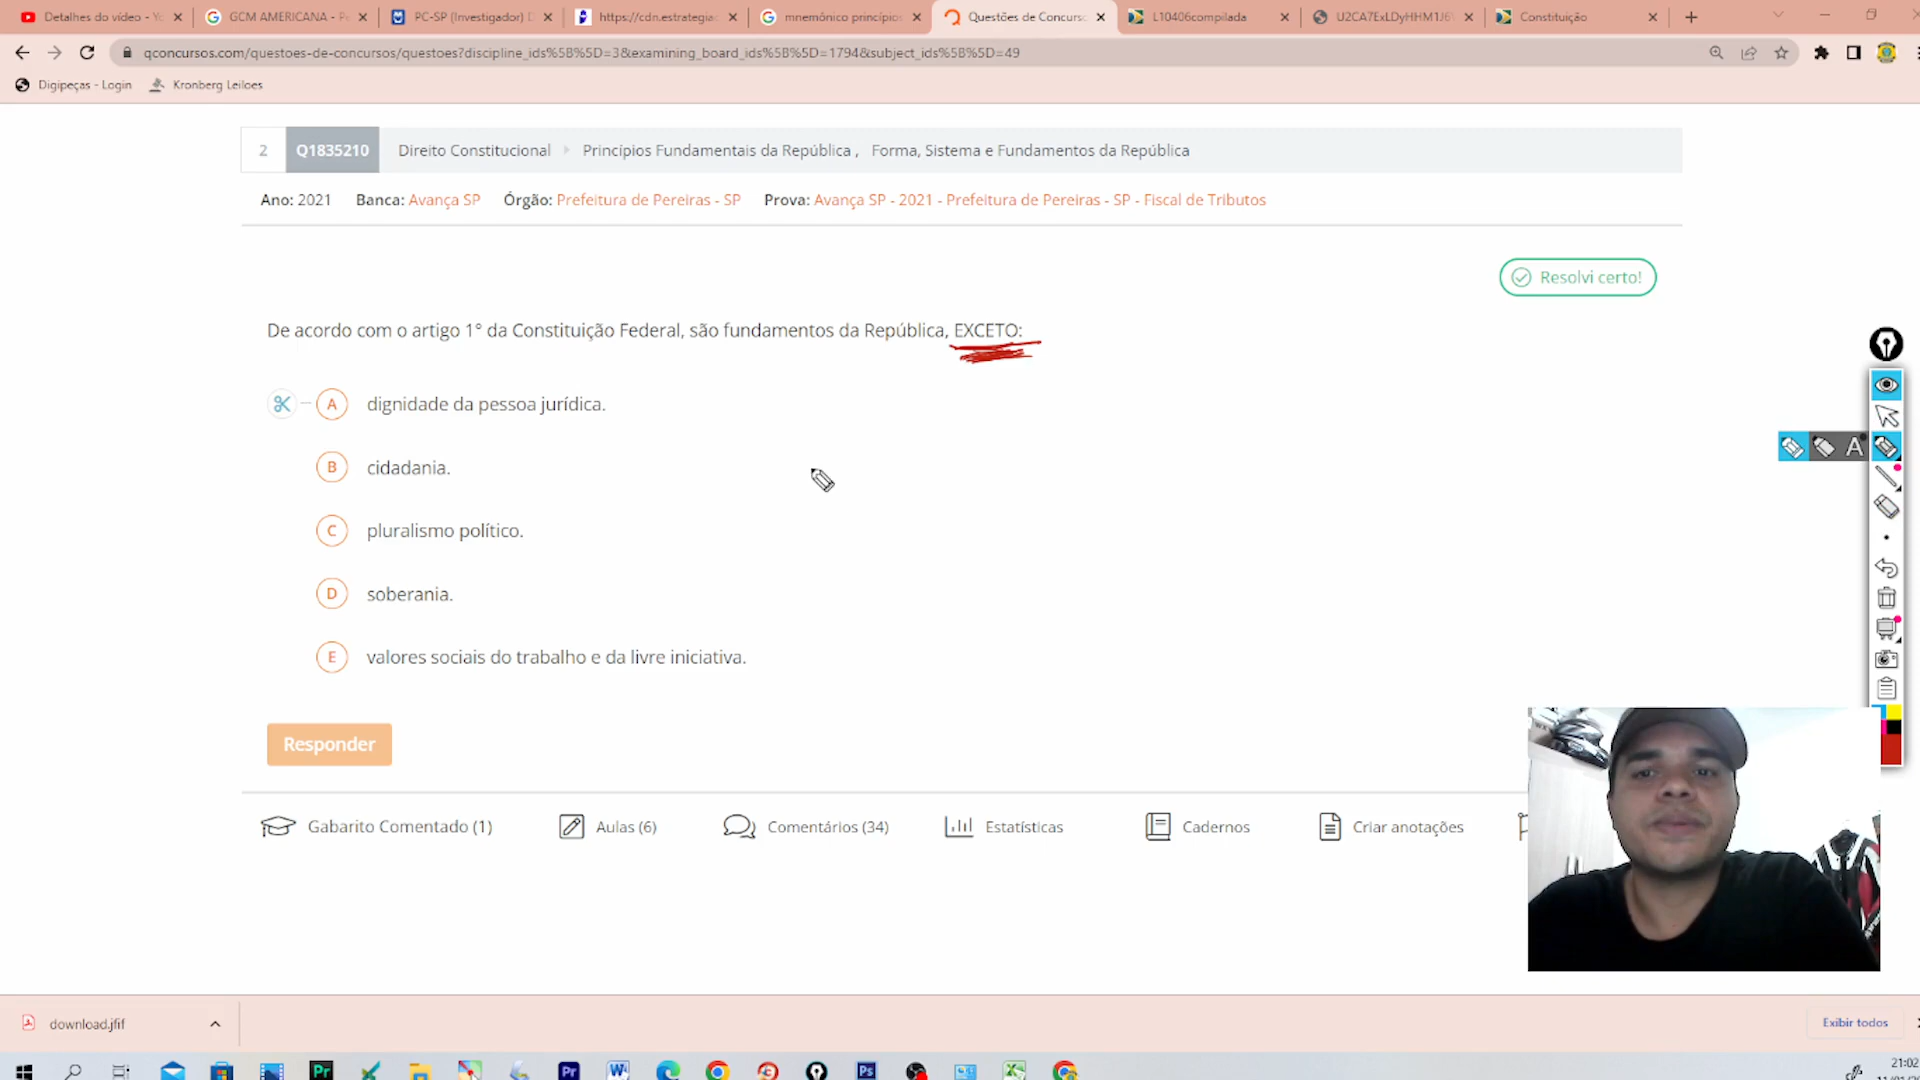 Detalhes do vídeo - Yo
GCM AMERICANA - P
PC-SP (Investigador)
https://cdn.estrategia
mnemônico princípios
Questões de Concurs
L10406compilada
U2CA7ExLDyHHM1J6
Constituição
qconcursos.com/questoes-de-concursos/questoes?discipline_ids%5B%5D=3&examining_board_ids%5B%5D=1794&subject_ids%5B%5D=49
Digipeças - Login
Kronberg Leiloes
2
Q1835210
Direito Constitucional
Princípios Fundamentais da República ,
Forma, Sistema e Fundamentos da República
Ano: 2021 Banca: Avança SP Órgão: Prefeitura de Pereiras - SP Prova: Avança SP - 2021 - Prefeitura de Pereiras - SP - Fiscal de Tributos
Resolvi certo!
De acordo com o artigo 1º da Constituição Federal, são fundamentos da República, EXCETO:
A dignidade da pessoa jurídica.
B cidadania.
C pluralismo político.
D soberania.
E valores sociais do trabalho e da livre iniciativa.
Responder
Gabarito Comentado (1)
Aulas (6)
Comentários (34)
Estatísticas
Cadernos
Criar anotações
download.jfif
Exibir todos
21:02